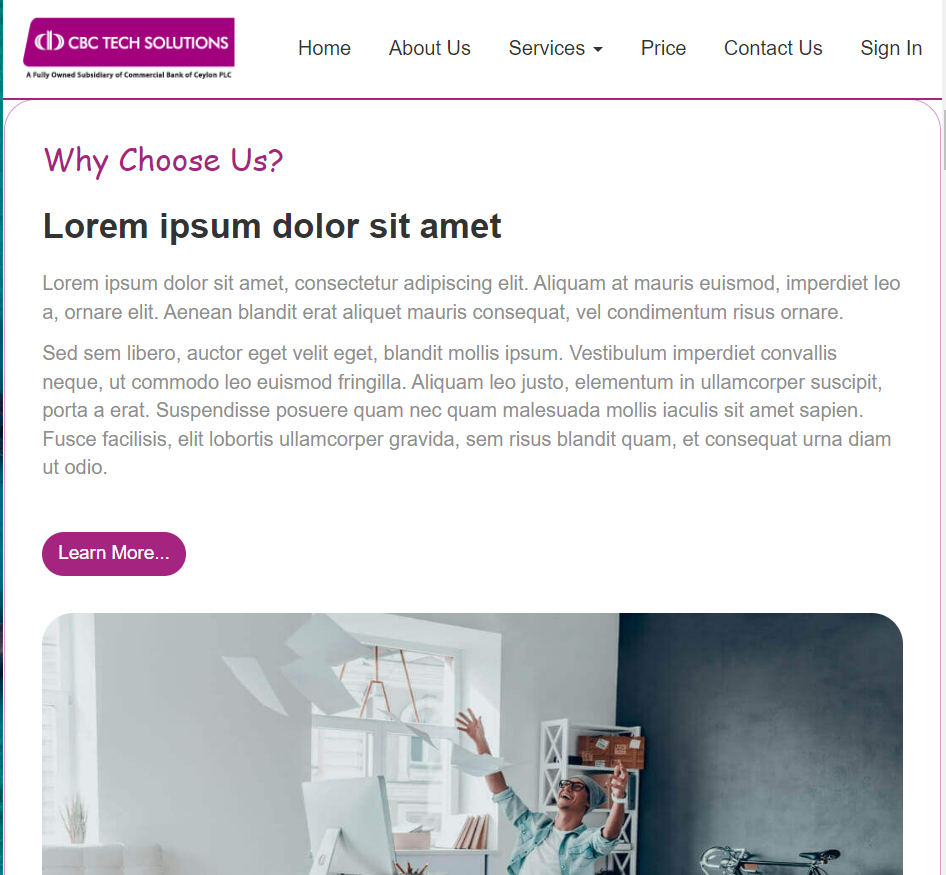 CBC TECH SOLUTIONS
A Fully Owned Subsidiary of Commercial Bank of Ceylon PLC
Home About Us Services Price Contact Us Sign In
Why Choose Us?
Lorem ipsum dolor sit amet
Lorem ipsum dolor sit amet, consectetur adipiscing elit. Aliquam at mauris euismod, imperdiet leo
a, ornare elit. Aenean blandit erat aliquet mauris consequat, vel condimentum risus ornare.
Sed sem libero, auctor eget velit eget, blandit mollis ipsum. Vestibulum imperdiet convallis
neque, ut commodo leo euismod fringilla. Aliquam leo justo, elementum in ullamcorper suscipit,
porta a erat. Suspendisse posuere quam nec quam malesuada mollis iaculis sit amet sapien.
Fusce facilisis, elit lobortis ullamcorper gravida, sem risus blandit quam, et consequat urna diam
ut odio.
Learn More...